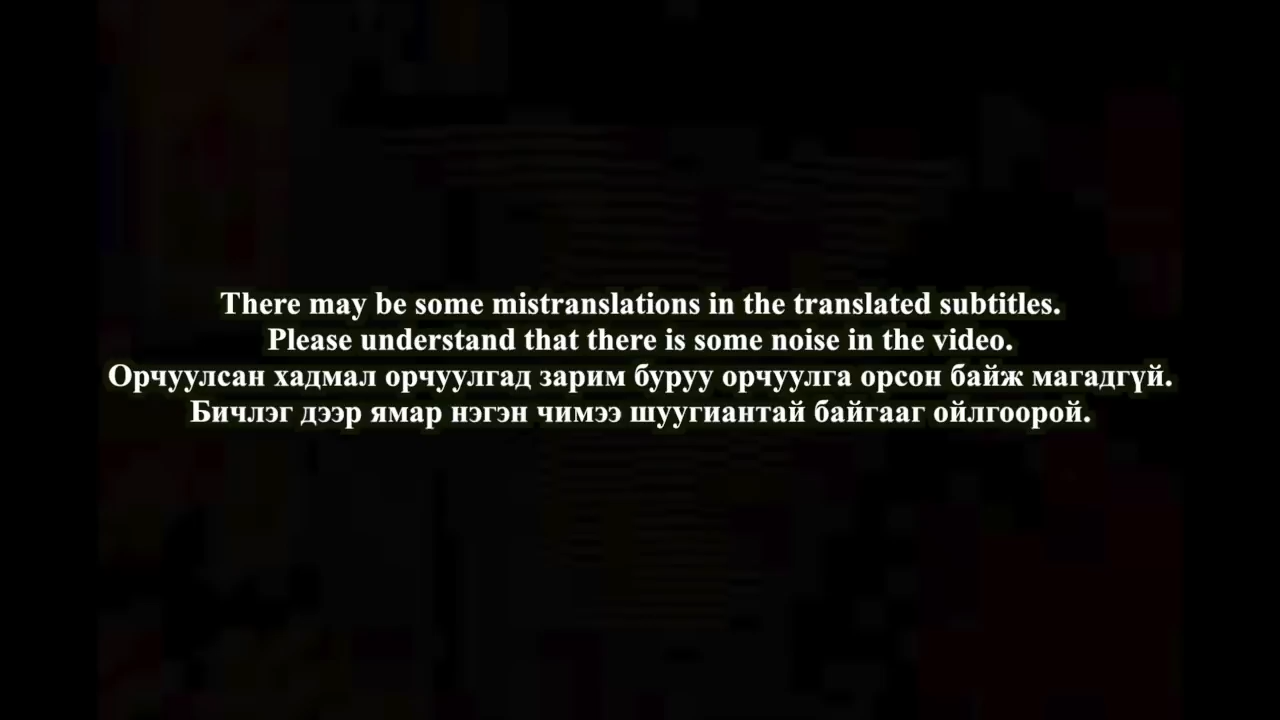 There may be some mistranslations in the translated subtitles.
Please understand that there is some noise in the video.
Орчуулсан хадмал орчуулгад зарим буруу орчуулга орсон байж магадгүй.
Бичлэг дээр ямар нэгэн чимээ шуугиантай байгааг ойлгоорой.